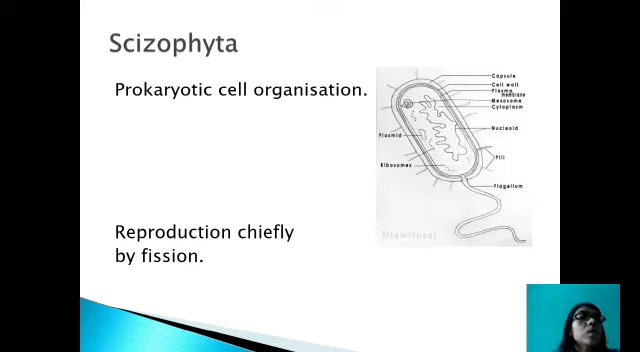 Scizophyta
Prokaryotic cell organisation.
Capsule
Cell wall
Plasma
membrane
Mesosome
Cytoplasm
Nucleoid
Plasmid
Pili
Ribosomes
Flagellum
Drawitneat
Reproduction chiefly
by fission.